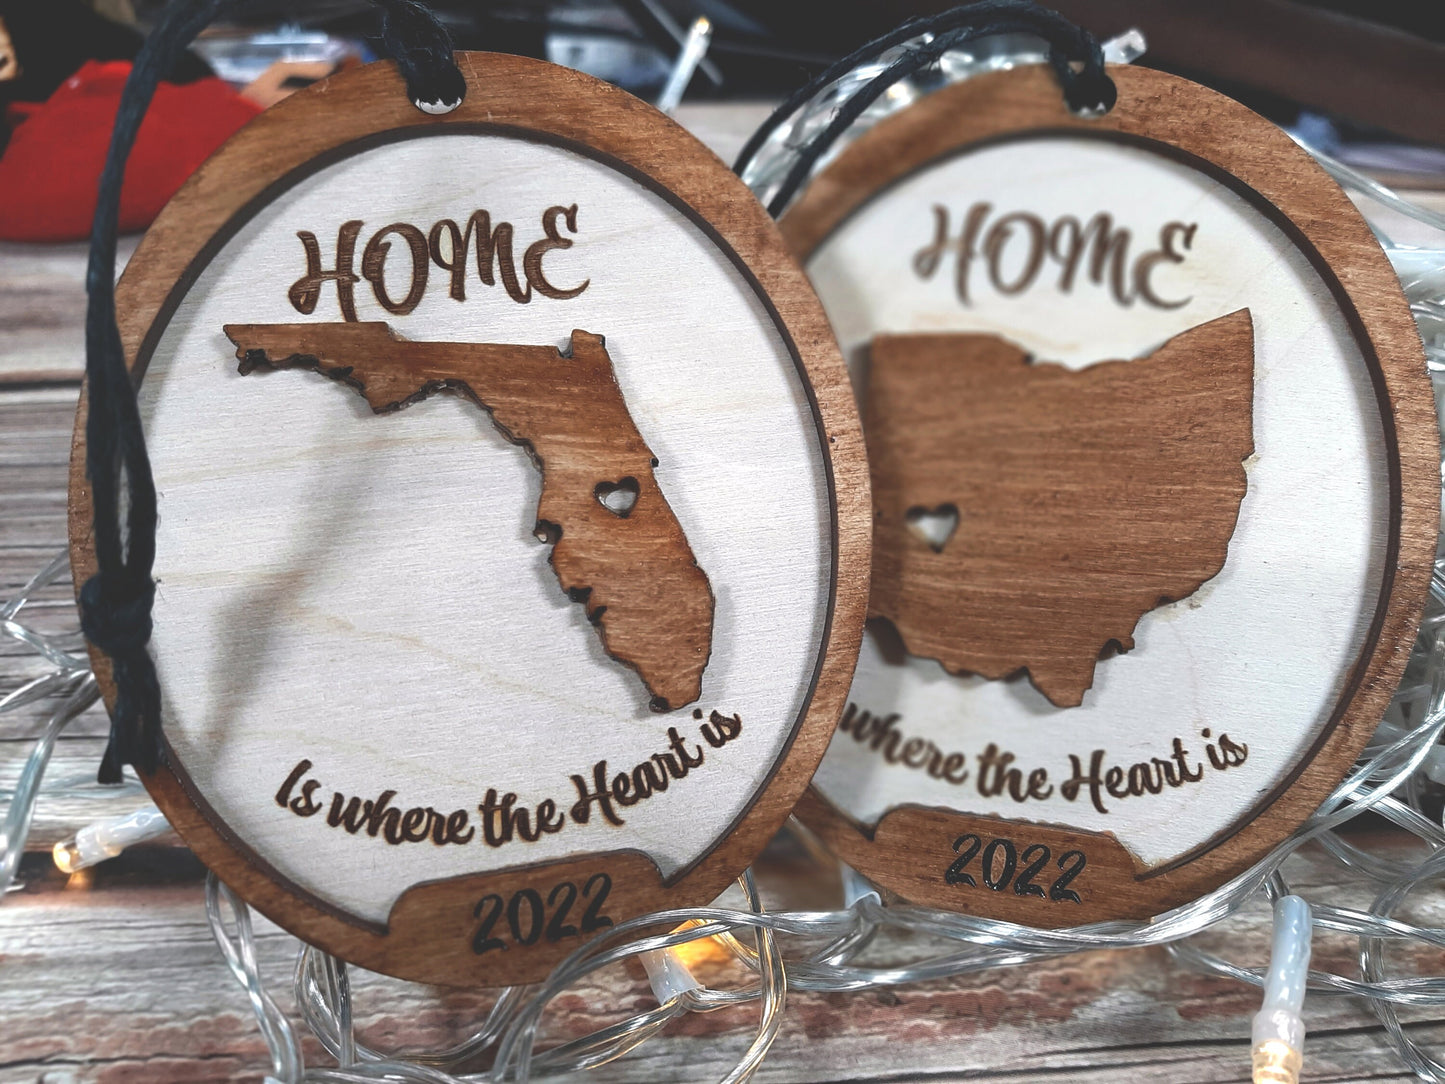 HOME
Is where the Heart is
2022
HOME
where the Heart is
2022